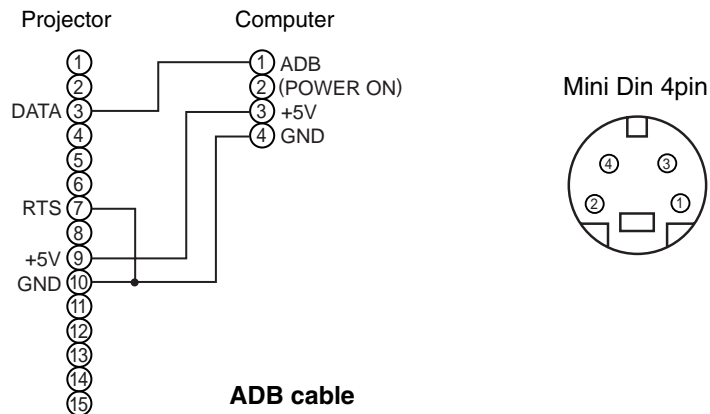 Projector
Computer
1
2
DATA 3
4
5
6
RTS 7
8
+5V 9
GND 10
11
12
13
14
15
1 ADB
2 (POWER ON)
3 +5V
4 GND
ADB cable
Mini Din 4pin
4 3
2 1